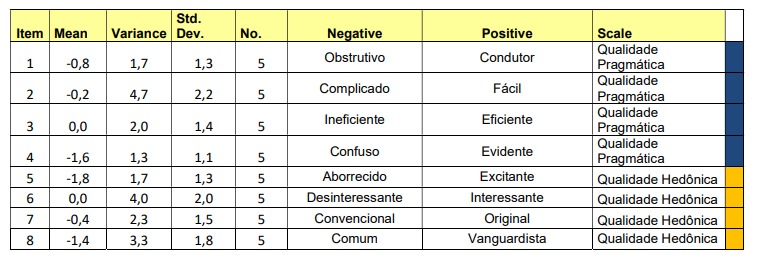 Item Mean Variance Std. Dev. No. Negative Positive Scale
1 -0,8 1,7 1,3 5 Obstrutivo Condutor Qualidade Pragmática
2 -0,2 4,7 2,2 5 Complicado Fácil Qualidade Pragmática
3 0,0 2,0 1,4 5 Ineficiente Eficiente Qualidade Pragmática
4 -1,6 1,3 1,1 5 Confuso Evidente Qualidade Pragmática
5 -1,8 1,7 1,3 5 Aborrecido Excitante Qualidade Hedônica
6 0,0 4,0 2,0 5 Desinteressante Interessante Qualidade Hedônica
7 -0,4 2,3 1,5 5 Convencional Original Qualidade Hedônica
8 -1,4 3,3 1,8 5 Comum Vanguardista Qualidade Hedônica